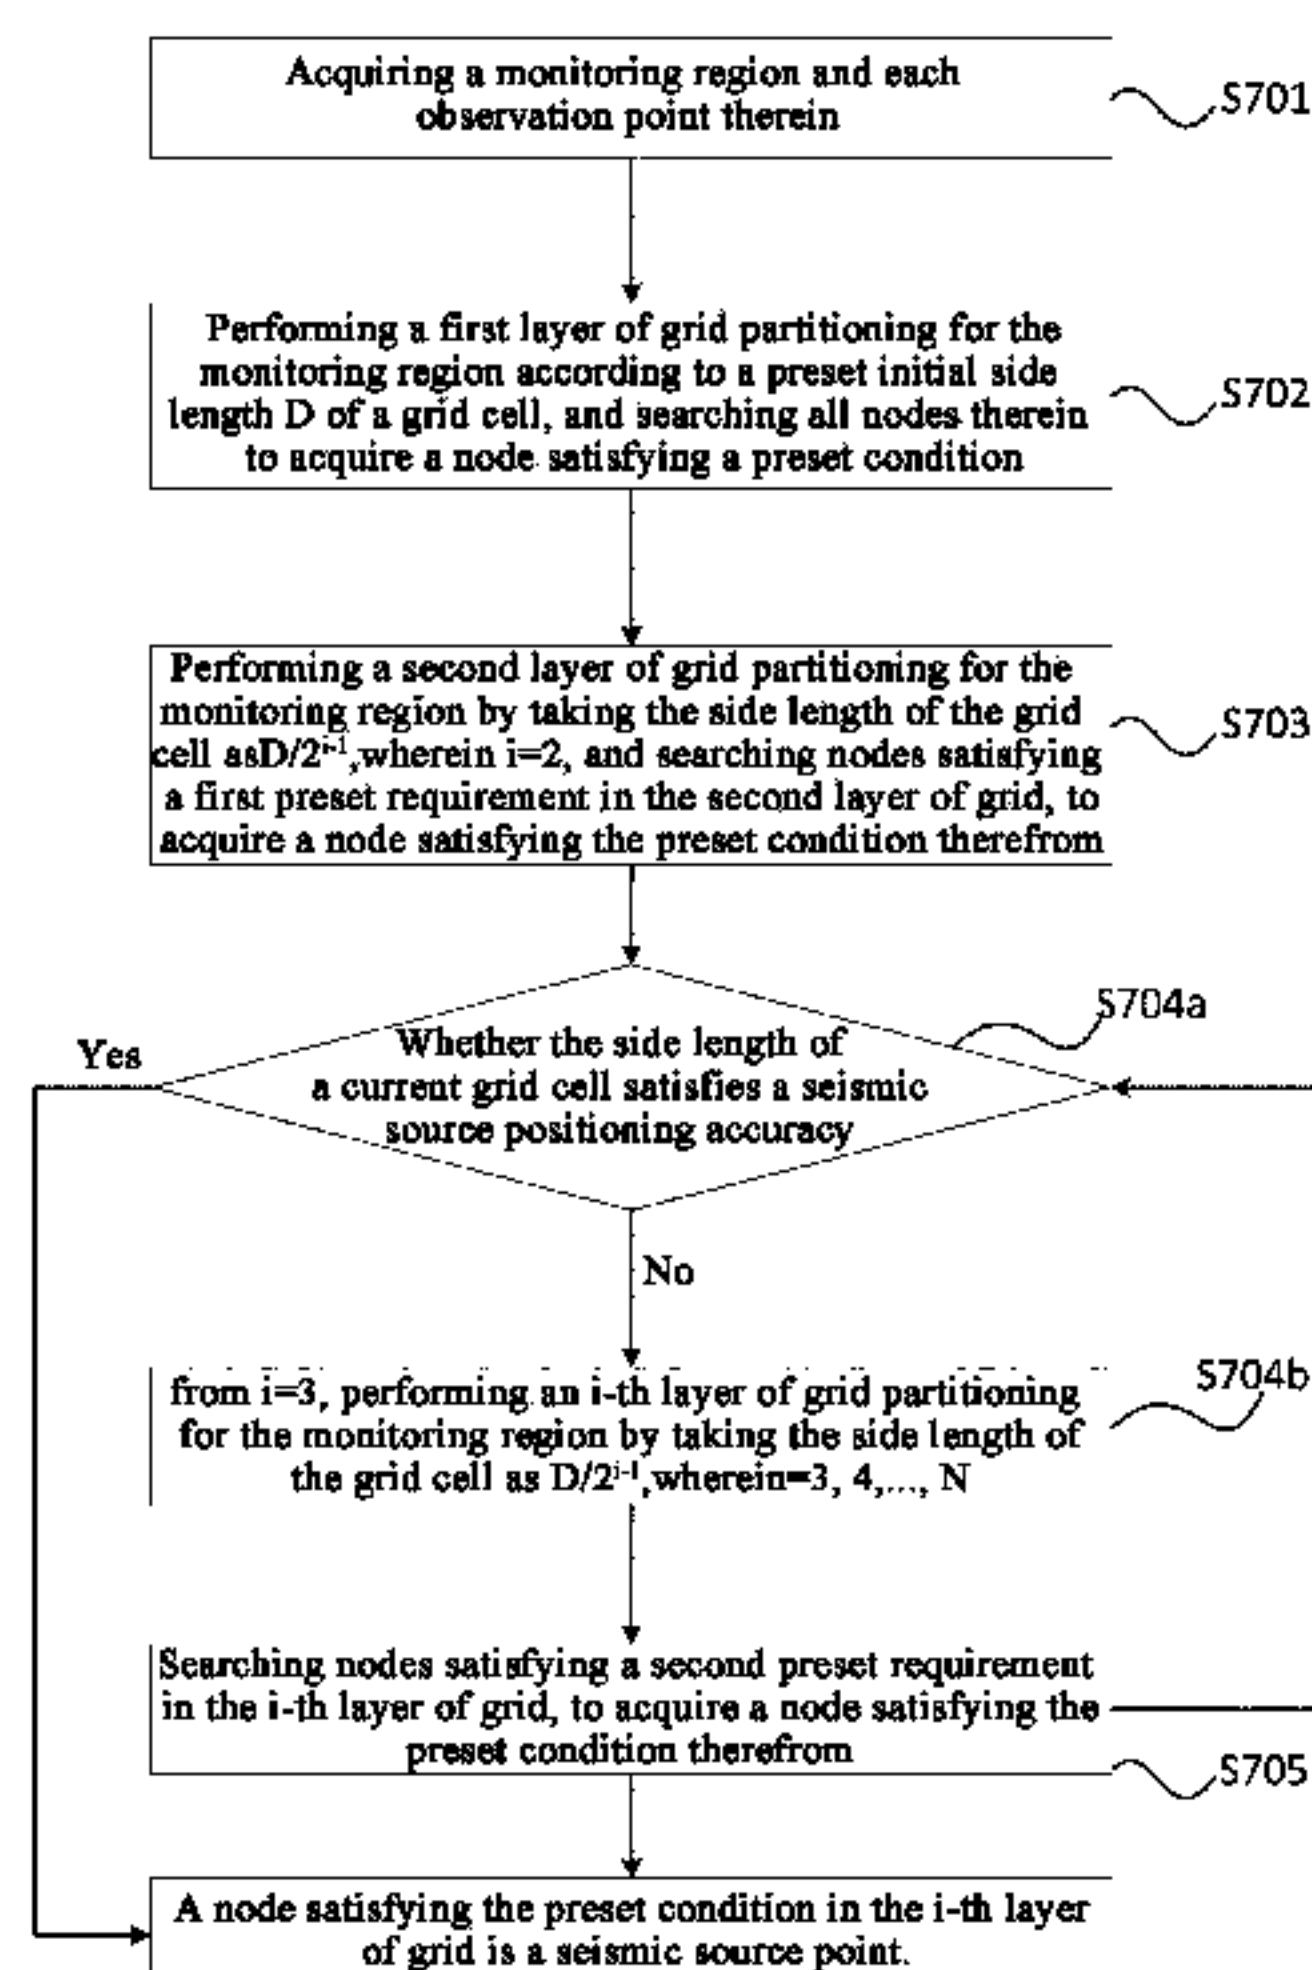 Acquiring a monitoring region and each
observation point therein
S701
Performing a first layer of grid partitioning for the
monitoring region according to a preset initial side
length D of a grid cell, and searching all nodes therein
to acquire a node satisfying a preset condition
S702
Performing a second layer of grid partitioning for the
monitoring region by taking the side length of the grid
cell asD/2^{i-1},wherein i=2, and searching nodes satisfying
a first preset requirement in the second layer of grid, to
acquire a node satisfying the preset condition therefrom
S703
S704a
Yes
Whether the side length of
a current grid cell satisfies a seismic
source positioning accuracy
No
from i=3, performing an i-th layer of grid partitioning
for the monitoring region by taking the side length of
the grid cell as D/2^{i-1},wherein=3, 4,..., N
S704b
Searching nodes satisfying a second preset requirement
in the i-th layer of grid, to acquire a node satisfying the
preset condition therefrom
S705
A node satisfying the preset condition in the i-th layer
of grid is a seismic source point.